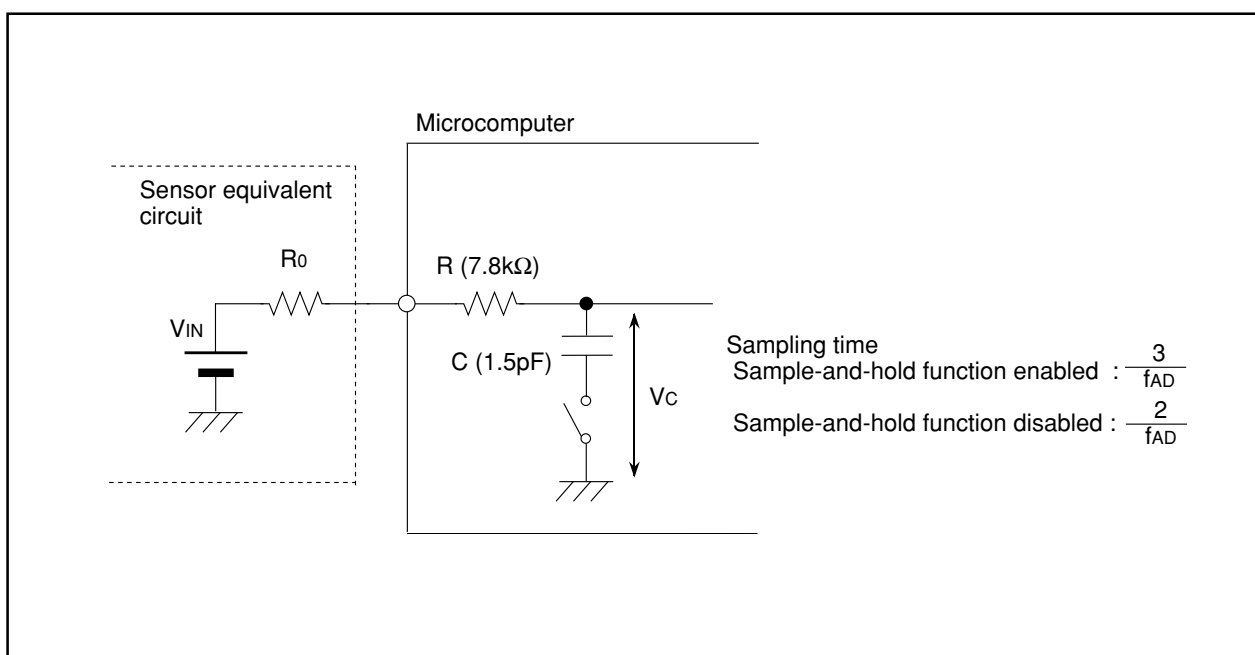 Microcomputer
Sensor equivalent
circuit
R0
R (7.8kΩ)
VIN
C (1.5pF)
VC
Sampling time
Sample-and-hold function enabled : 3/fAD
Sample-and-hold function disabled : 2/fAD